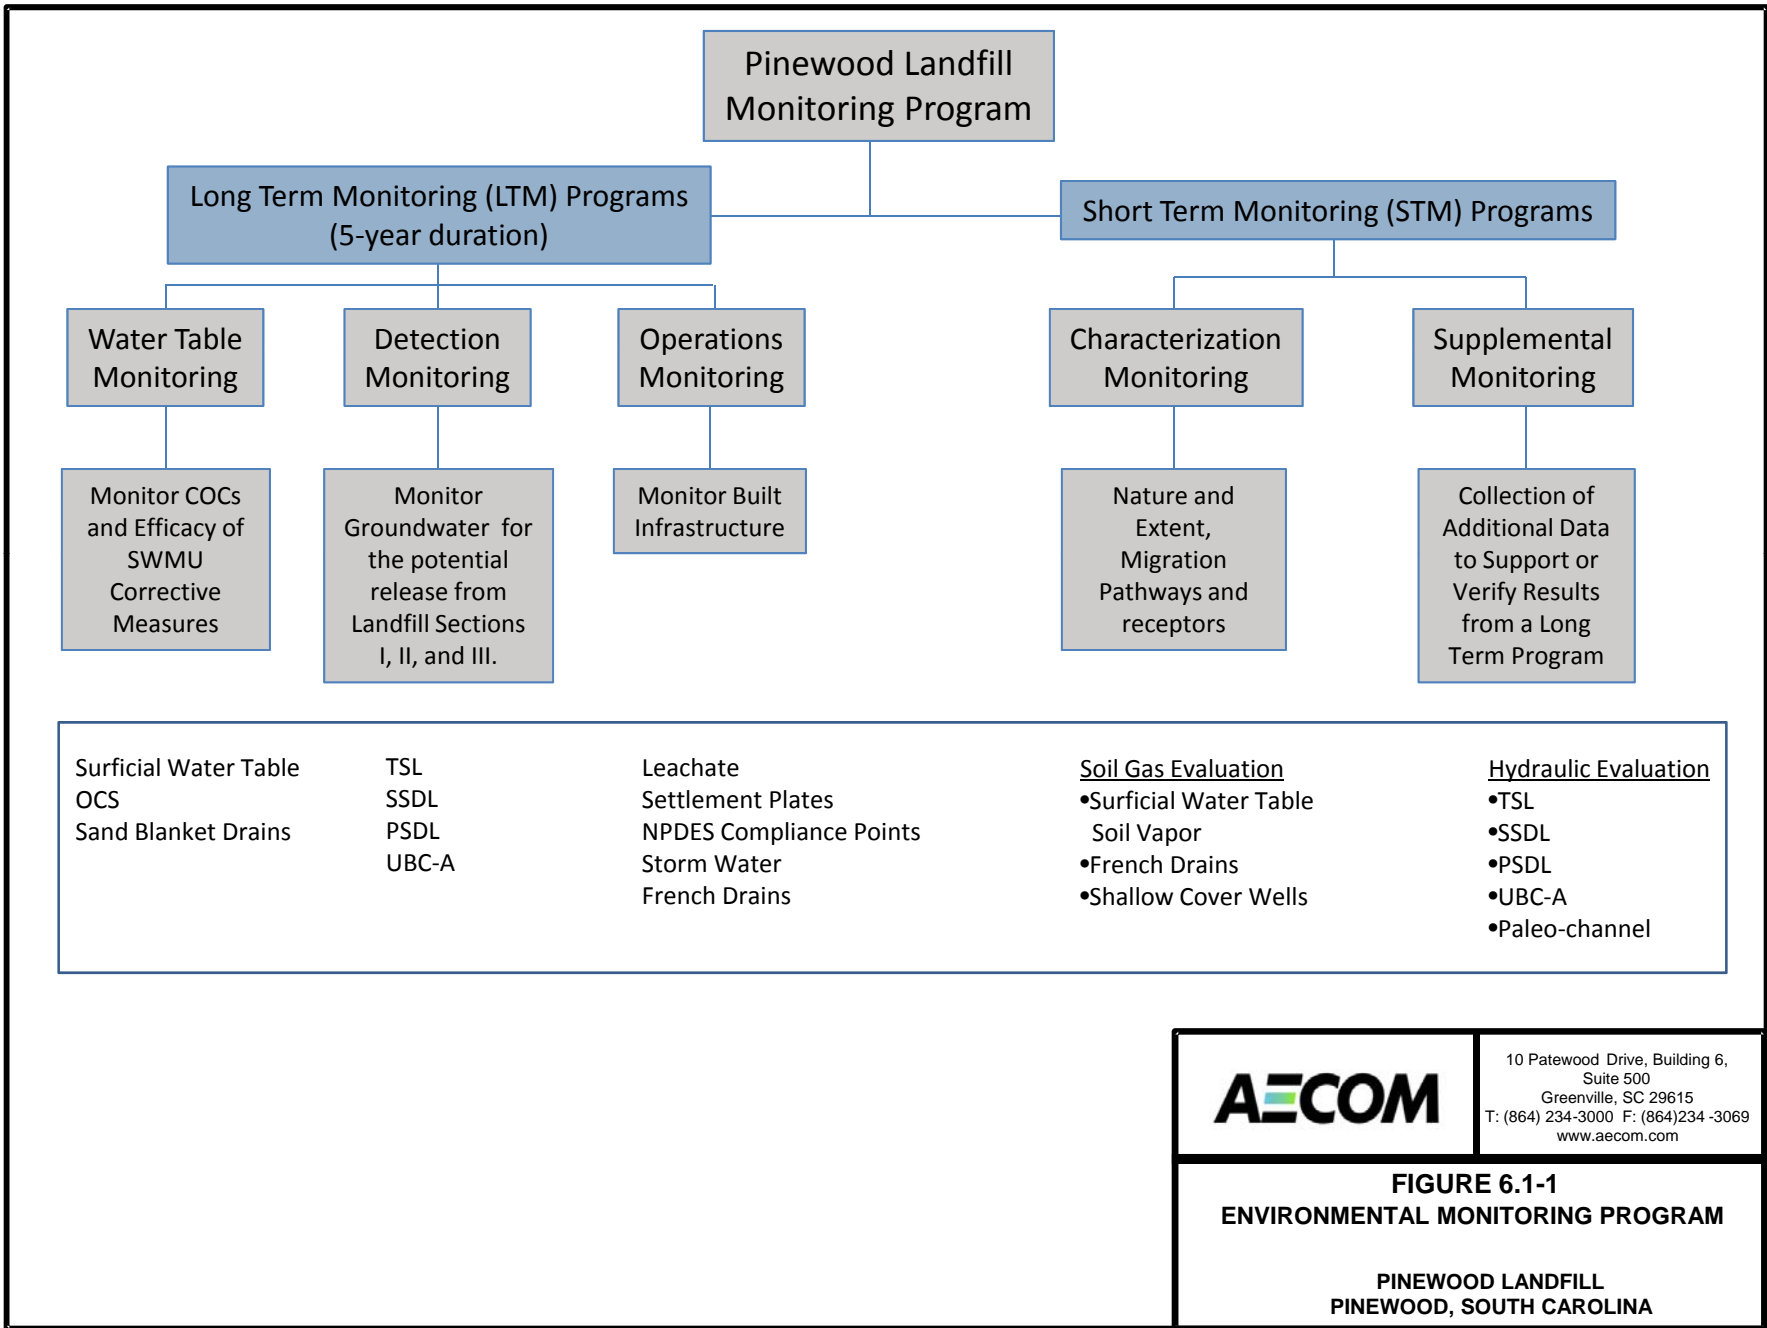 Pinewood Landfill
Monitoring Program
Long Term Monitoring (LTM) Programs
(5-year duration)
Short Term Monitoring (STM) Programs
Water Table
Monitoring
Detection
Monitoring
Operations
Monitoring
Characterization
Monitoring
Supplemental
Monitoring
Monitor COCs
and Efficacy of
SWMU
Corrective
Measures
Monitor
Groundwater for
the potential
release from
Landfill Sections
I, II, and III.
Monitor Built
Infrastructure
Nature and
Extent,
Migration
Pathways and
receptors
Collection of
Additional Data
to Support or
Verify Results
from a Long
Term Program
Surficial Water Table
OCS
Sand Blanket Drains
TSL
SSDL
PSDL
UBC-A
Leachate
Settlement Plates
NPDES Compliance Points
Storm Water
French Drains
Soil Gas Evaluation
•Surficial Water Table
Soil Vapor
•French Drains
•Shallow Cover Wells
Hydraulic Evaluation
•TSL
•SSDL
•PSDL
•UBC-A
•Paleo-channel
AECOM
10 Patewood Drive, Building 6,
Suite 500
Greenville, SC 29615
T: (864) 234-3000 F: (864)234 -3069
www.aecom.com
FIGURE 6.1-1
ENVIRONMENTAL MONITORING PROGRAM
PINEWOOD LANDFILL
PINEWOOD, SOUTH CAROLINA